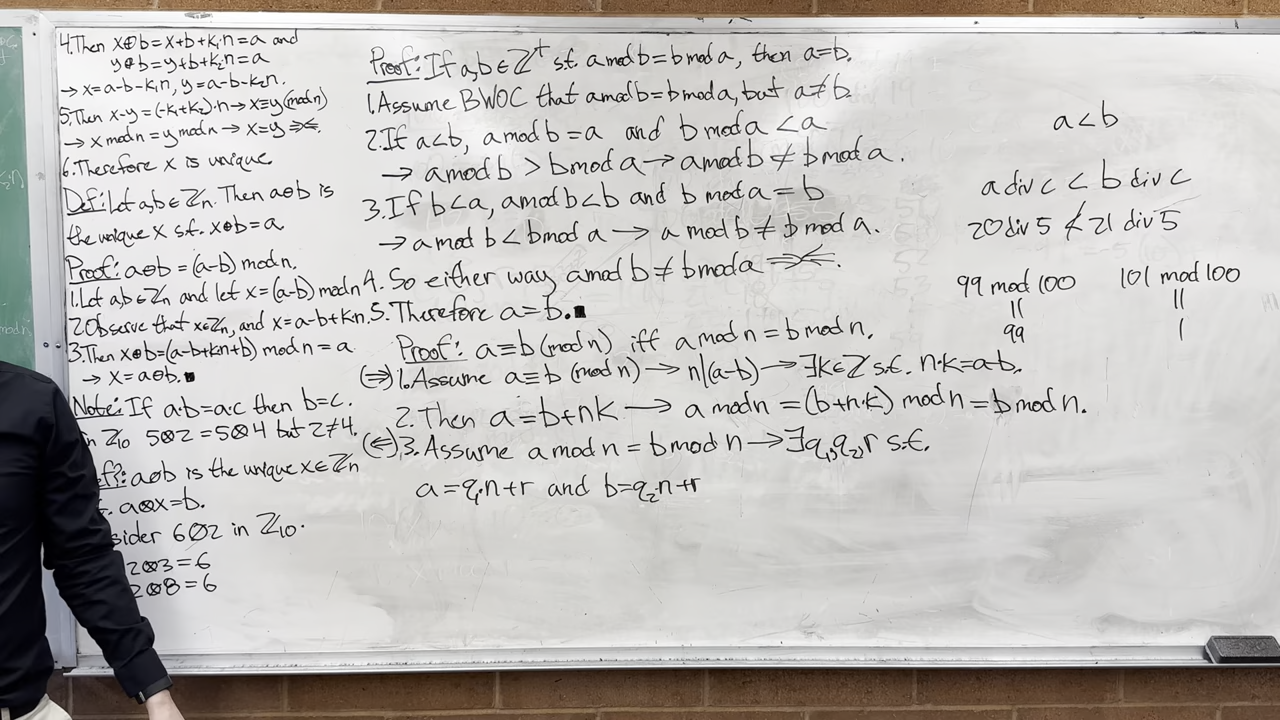 4. Then x⊕b=x+b+k₁n=a and
y⊕b=y+b+k₂n=a
→ x=a-b-k₁n, y=a-b-k₂n.
5. Then x-y=(-k₁+k₂)·n→x≡y(mod n)
→ x mod n = y mod n → x=y ⇒⇐.
6. Therefore x is unique
Def: Let a,b∈ℤn. Then a⊖b is
the unique x s.t. x⊕b=a
Proof: a⊖b=(a-b) mod n.
1. Let a,b∈ℤn and let x=(a-b) mod n
2. Observe that x∈ℤn, and x=a-b+kn.
3. Then x⊕b=(a-b+kn+b) mod n=a
→ x=a⊖b.■
Note: If a·b=a·c then b=c.
In ℤ10 5⊗2=5⊗4 but 2≠4.
ef?: a⊘b is the unique x∈ℤn
t. a⊗x=b.
sider 6⊘2 in ℤ10.
2⊗3=6
2⊗8=6
Proof: If a,b∈ℤ⁺ s.t. a mod b=b mod a, then a=b.
1. Assume BWOC that a mod b=b mod a, but a≠b.
2. If a<b, a mod b=a and b mod a<a
→ a mod b > b mod a → a mod b ≠ b mod a.
3. If b<a, a mod b<b and b mod a=b
→ a mod b < b mod a → a mod b ≠ b mod a.
4. So either way a mod b ≠ b mod a ⇒⇐.
5. Therefore a=b.■
Proof: a≡b (mod n) iff a mod n=b mod n.
(⇒) 1. Assume a≡b (mod n) → n|(a-b) → ∃k∈ℤ s.t. n·k=a-b.
2. Then a=b+nk → a mod n=(b+n·k) mod n=b mod n.
(⇐) 3. Assume a mod n=b mod n → ∃q₁,q₂,r s.t.
a=q₁·n+r and b=q₂·n+r
a<b
a div c < b div c
20 div 5 ≮ 21 div 5
99 mod 100 101 mod 100
|| ||
99 1